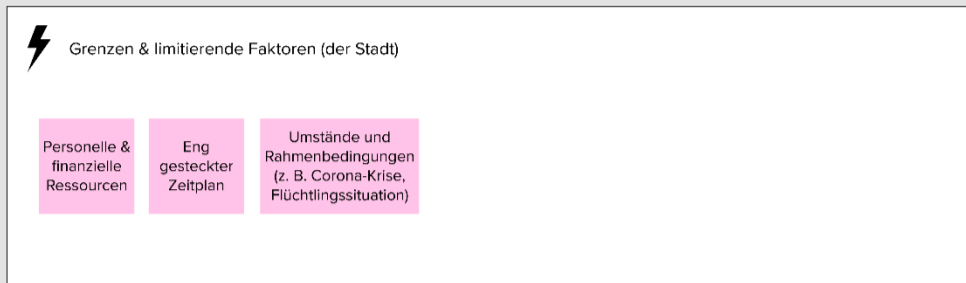 Grenzen & limitierende Faktoren (der Stadt)
Personelle &
finanzielle
Ressourcen
Eng
gesteckter
Zeitplan
Umstände und
Rahmenbedingungen
(z. B. Corona-Krise,
Flüchtlingssituation)